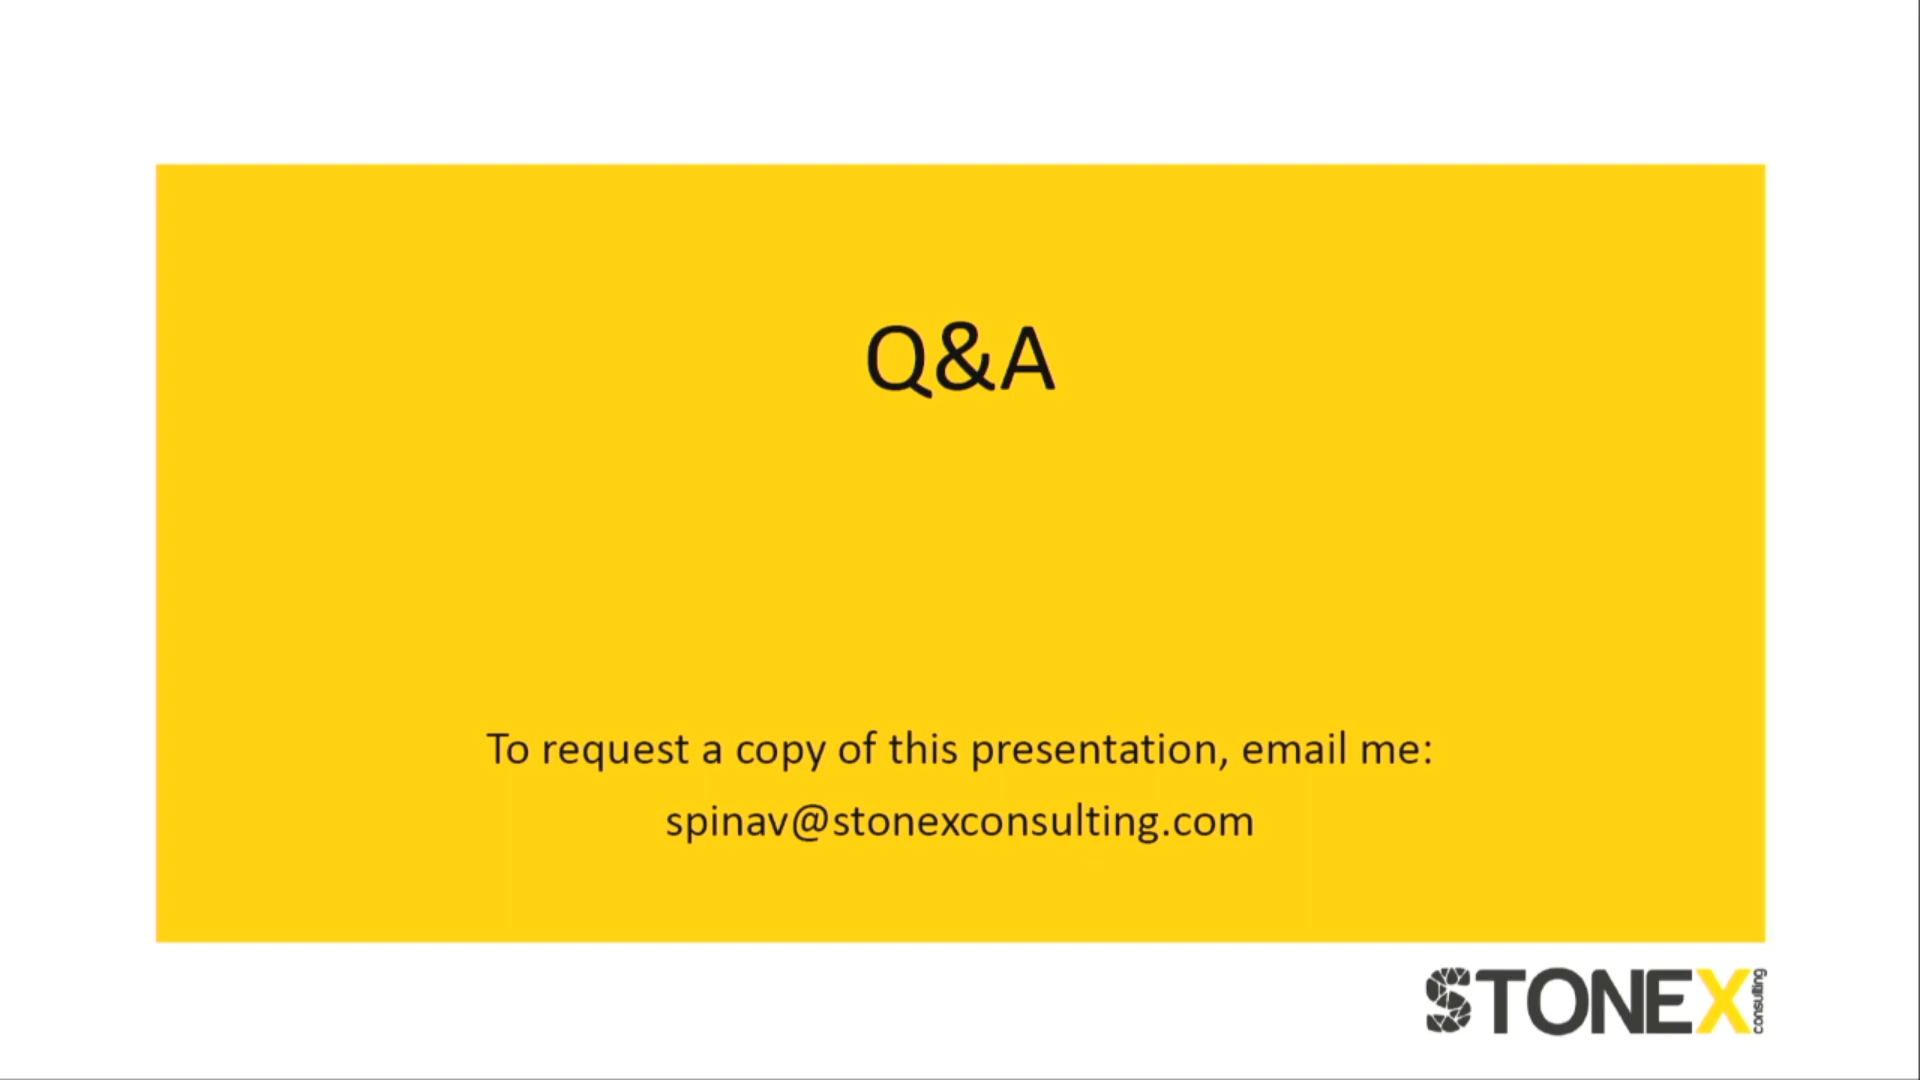 Q&A
To request a copy of this presentation, email me:
spinav@stonexconsulting.com
STONEX
consulting